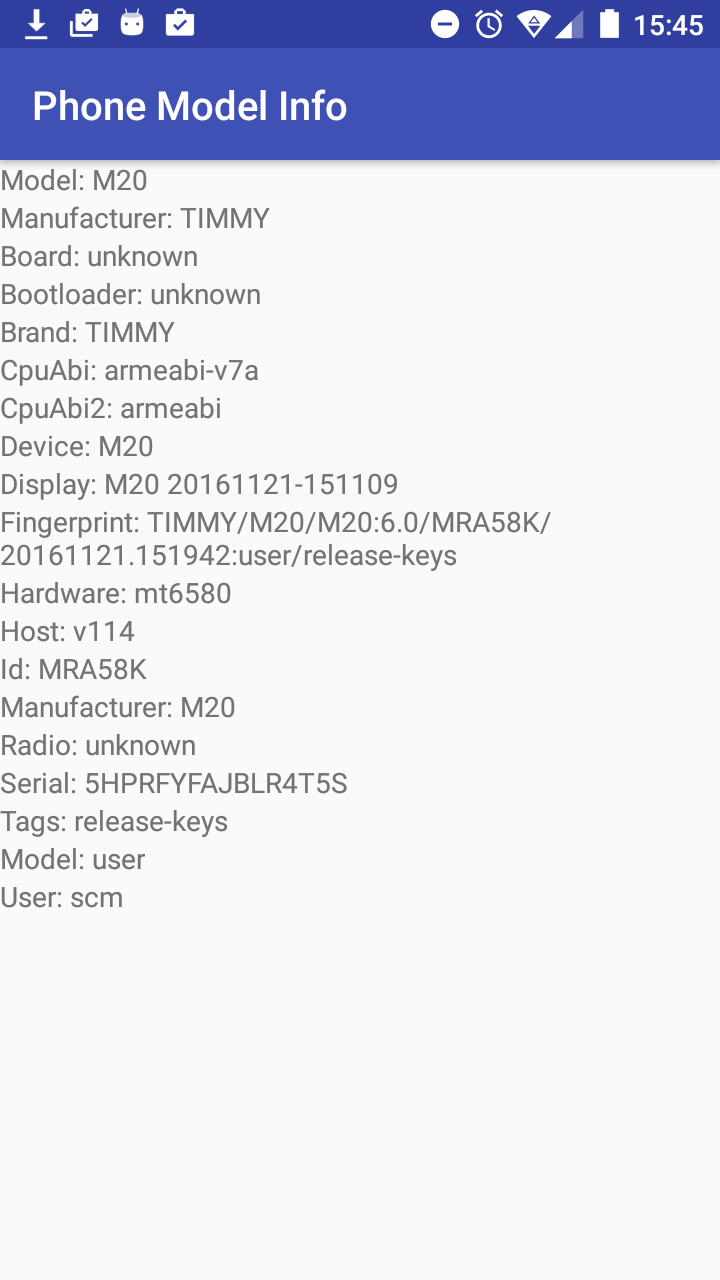 15:45
Phone Model Info
Model: M20
Manufacturer: TIMMY
Board: unknown
Bootloader: unknown
Brand: TIMMY
CpuAbi: armeabi-v7a
CpuAbi2: armeabi
Device: M20
Display: M20 20161121-151109
Fingerprint: TIMMY/M20/M20:6.0/MRA58K/
20161121.151942:user/release-keys
Hardware: mt6580
Host: v114
Id: MRA58K
Manufacturer: M20
Radio: unknown
Serial: 5HPRFYFAJBLR4T5S
Tags: release-keys
Model: user
User: scm